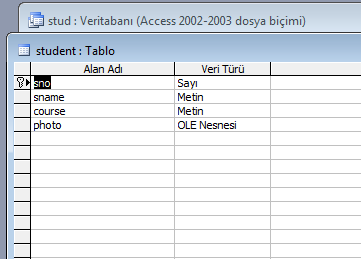 stud : Veritabanı (Access 2002-2003 dosya biçimi)
student : Tablo
Alan Adı Veri Türü
sno Sayı
sname Metin
course Metin
photo OLE Nesnesi